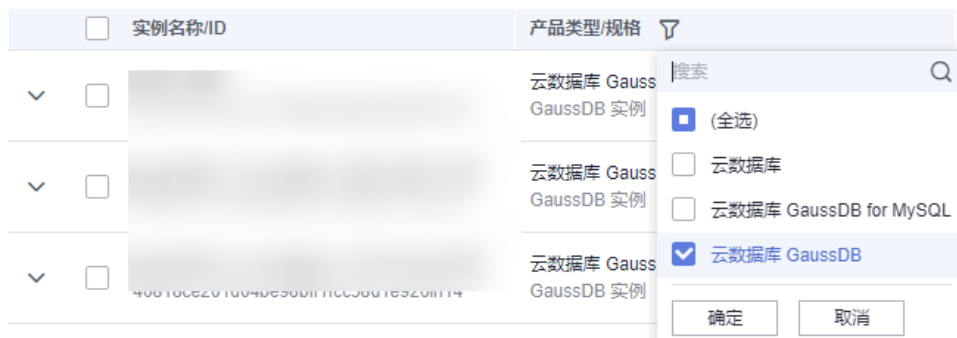 实例名称/ID
产品类型/规格
搜索
云数据库 Gauss
GaussDB 实例
(全选)
云数据库
云数据库 Gauss
GaussDB 实例
云数据库 GaussDB for MySQL
云数据库 GaussDB
云数据库 Gauss
GaussDB 实例
确定
取消